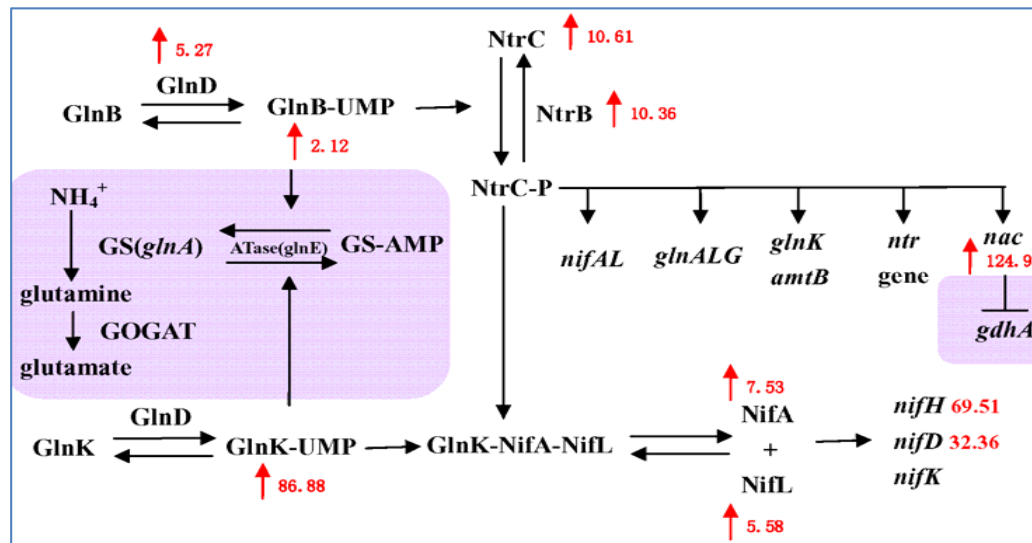 5.27
NtrC 10.61
GlnD
GlnB GlnB-UMP NtrB 10.36
2.12
NH4+ NtrC-P
GS(glnA) ATase(glnE) GS-AMP
nifAL glnALG glnK ntr nac
amtB gene 124.9
glutamine
GOGAT gdhA
glutamate
7.53
GlnD NifA nifH 69.51
GlnK GlnK-UMP GlnK-NifA-NifL + nifD 32.36
86.88 NifL nifK
5.58